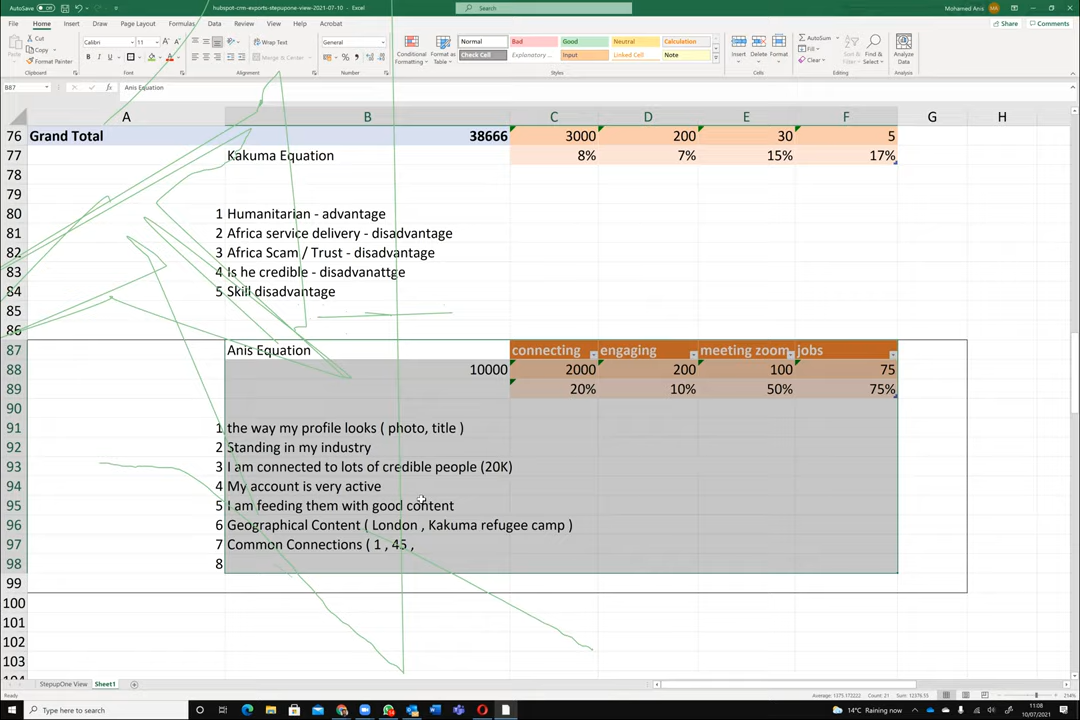 AutoSave Off hubspot-crm-exports-stepupone-view-2021-07-10 - Excel Search Mohamed Anis MA
File Home Insert Draw Page Layout Formulas Data Review View Help Acrobat Share Comments
Cut
Copy
Format Painter
Paste
Clipboard
Calibri 11
B I U
Font
Wrap Text
Merge & Center
Alignment
General
Number
Conditional Formatting
Format as Table
Normal Bad Good Neutral Calculation
Check Cell Explanatory ... Input Linked Cell Note
Styles
Insert Delete Format
Cells
AutoSum
Fill
Clear
Sort & Filter
Find & Select
Editing
Analyze Data
Analysis
B87 Anis Equation
A B C D E F G H
76 Grand Total 38666 3000 200 30 5
77 Kakuma Equation 8% 7% 15% 17%
78
79
80 1 Humanitarian - advantage
81 2 Africa service delivery - disadvantage
82 3 Africa Scam / Trust - disadvantage
83 4 Is he credible - disadvanattge
84 5 Skill disadvantage
85
86
87 Anis Equation connecting engaging meeting zoom jobs
88 10000 2000 200 100 75
89 20% 10% 50% 75%
90
91 1 the way my profile looks ( photo, title )
92 2 Standing in my industry
93 3 I am connected to lots of credible people (20K)
94 4 My account is very active
95 5 I am feeding them with good content
96 6 Geographical Content ( London , Kakuma refugee camp )
97 7 Common Connections ( 1 , 45 ,
98 8
99
100
101
102
103
StepupOne View Sheet1
Ready Average: 1375.172222 Count: 21 Sum: 12376.55 214%
Type here to search 14°C Raining now 11:08
10/07/2021